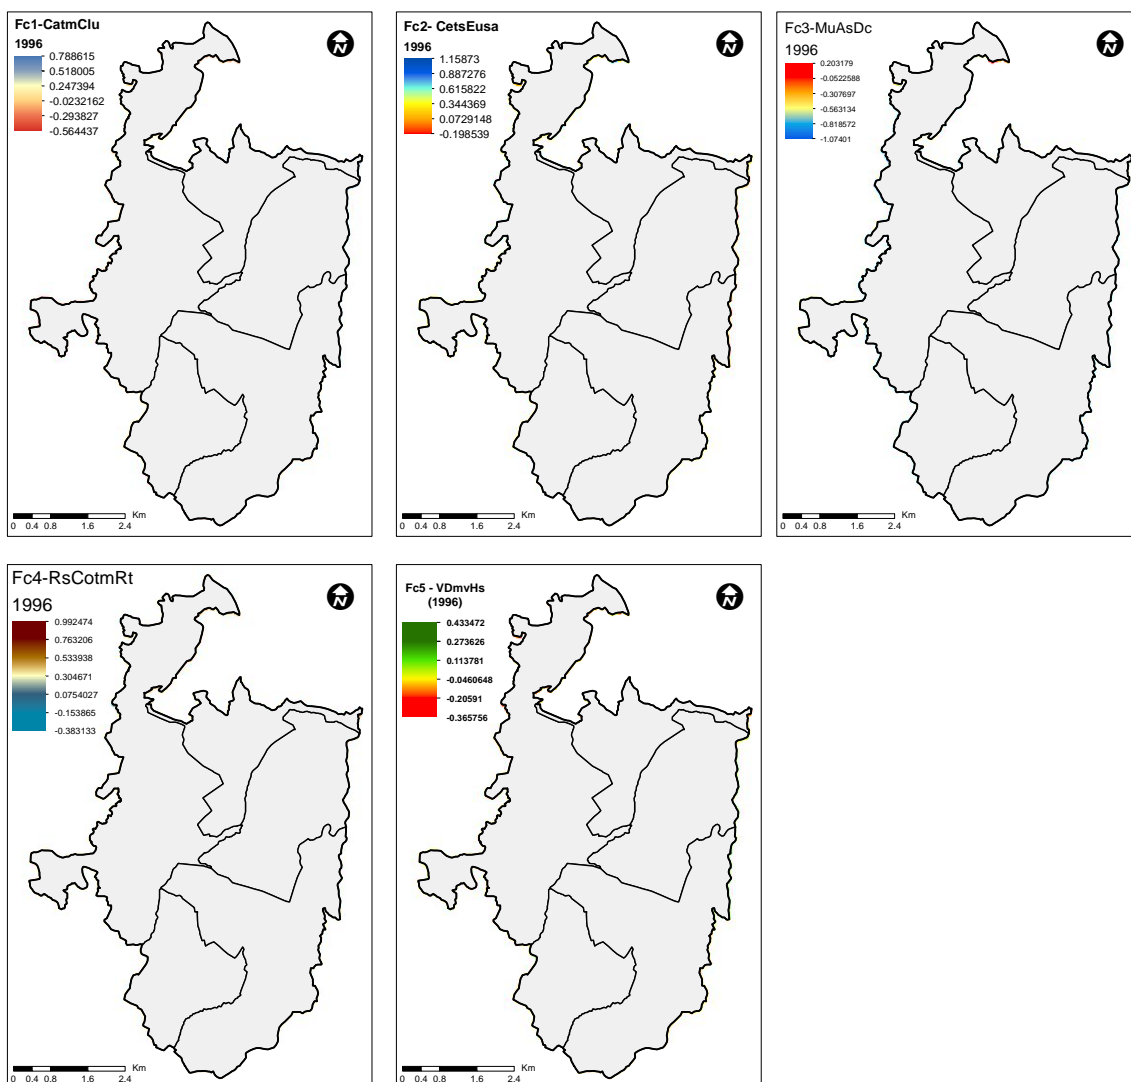 Fc1-CatmClu
1996
0.788615
0.518005
0.247394
-0.0232162
-0.293827
-0.564437
N
Km
0 0.4 0.8 1.6 2.4
Fc2- CetsEusa
1996
1.15873
0.887276
0.615822
0.344369
0.0729148
-0.198539
N
Km
0 0.4 0.8 1.6 2.4
Fc3-MuAsDc
1996
0.203179
-0.0522588
-0.307697
-0.563134
-0.818572
-1.07401
N
Km
0 0.4 0.8 1.6 2.4
Fc4-RsCotmRt
1996
0.992474
0.763206
0.533938
0.304671
0.0754027
-0.153865
-0.383133
N
Km
0 0.4 0.8 1.6 2.4
Fc5 - VDmvHs
(1996)
0.433472
0.273626
0.113781
-0.0460648
-0.20591
-0.365756
N
Km
0 0.4 0.8 1.6 2.4